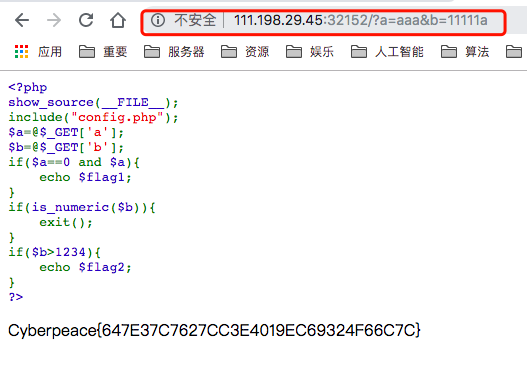 不安全 | 111.198.29.45:32152/?a=aaa&b=11111a
应用 重要 服务器 资源 娱乐 人工智能 算法
<?php
show_source(__FILE__);
include("config.php");
$a=@$_GET['a'];
$b=@$_GET['b'];
if($a==0 and $a){
    echo $flag1;
}
if(is_numeric($b)){
    exit();
}
if($b>1234){
    echo $flag2;
}
?>
Cyberpeace{647E37C7627CC3E4019EC69324F66C7C}